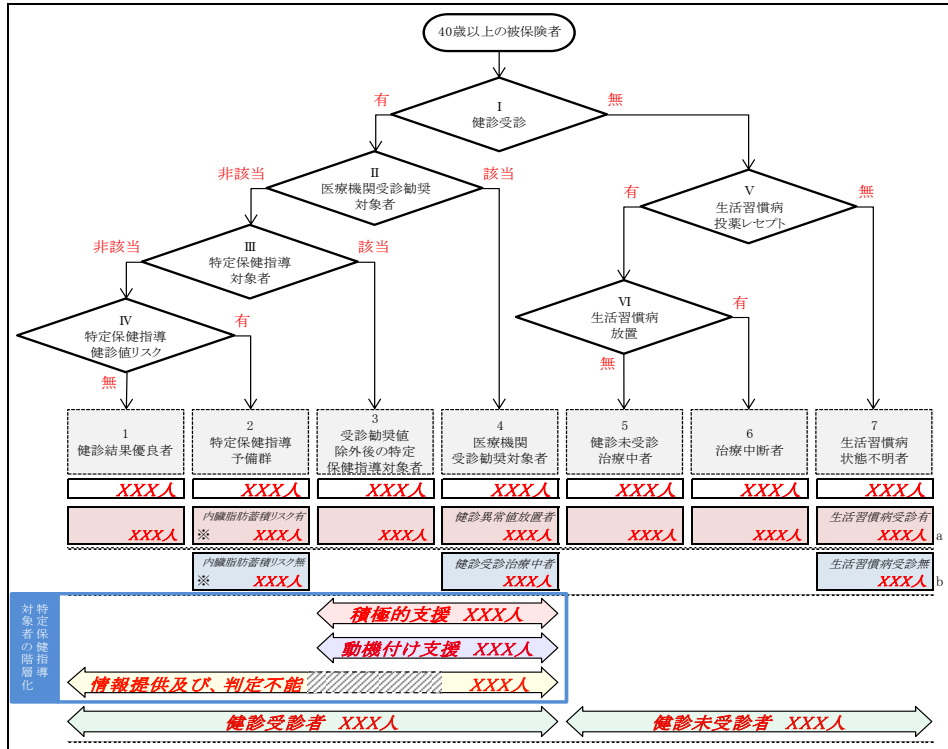 40歳以上の被保険者
Ⅰ
健診受診
有
無
Ⅱ
医療機関受診勧奨
対象者
非該当
該当
Ⅴ
生活習慣病
投薬レセプト
有
無
Ⅲ
特定保健指導
対象者
非該当
該当
Ⅵ
生活習慣病
放置
有
無
Ⅳ
特定保健指導
健診値リスク
有
無
1
健診結果優良者
2
特定保健指導
予備群
3
受診勧奨値
除外後の特定
保健指導対象者
4
医療機関
受診勧奨対象者
5
健診未受診
治療中者
6
治療中断者
7
生活習慣病
状態不明者
XXX人
XXX人
XXX人
XXX人
XXX人
XXX人
XXX人
XXX人
内臓脂肪蓄積リスク有
※ XXX人
XXX人
健診異常値放置者
XXX人
XXX人
XXX人
生活習慣病受診有
XXX人
a
内臓脂肪蓄積リスク無
※ XXX人
健診受診治療中者
XXX人
生活習慣病受診無
XXX人
b
特定保健指導
対象者の階層化
積極的支援 XXX人
動機付け支援 XXX人
情報提供及び、判定不能 XXX人
健診受診者 XXX人
健診未受診者 XXX人